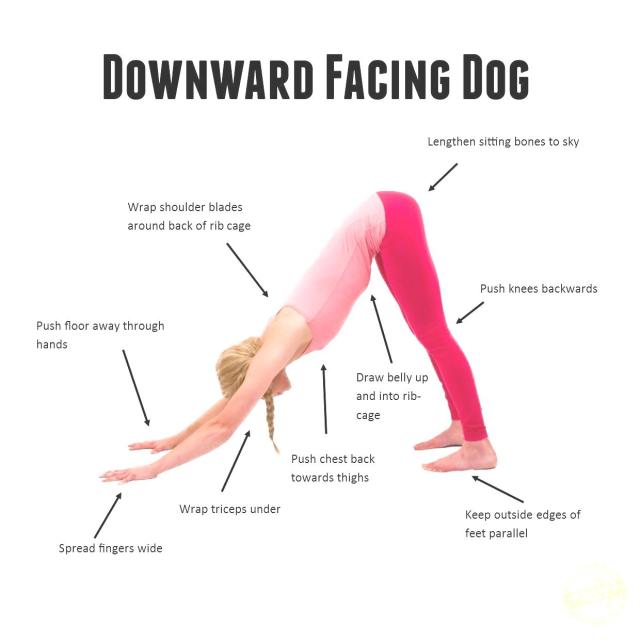 DOWNWARD FACING DOG
Lengthen sitting bones to sky
Wrap shoulder blades
around back of rib cage
Push knees backwards
Push floor away through
hands
Draw belly up
and into rib-
cage
Push chest back
towards thighs
Wrap triceps under
Keep outside edges of
feet parallel
Spread fingers wide